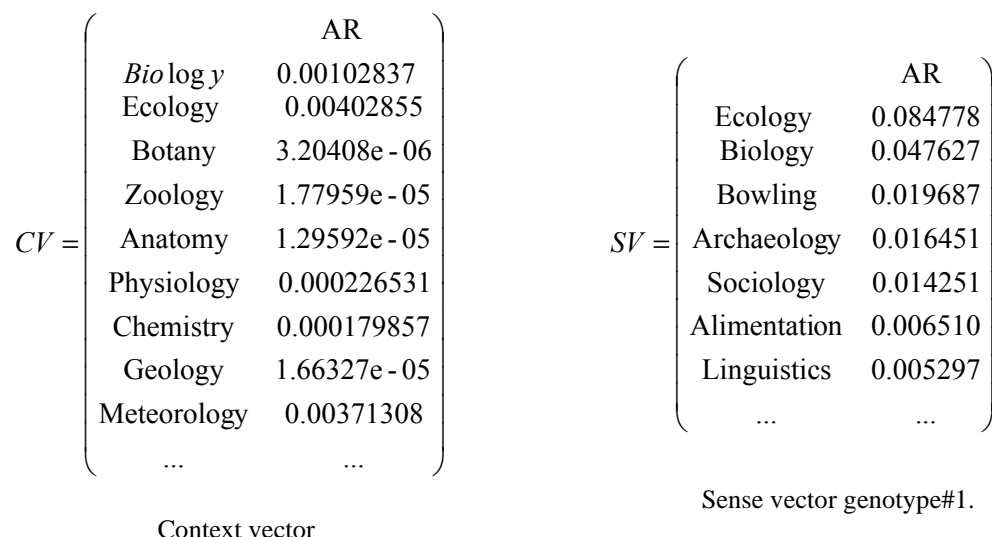 AR
Bio log y 0.00102837
Ecology 0.00402855
Botany 3.20408e - 06
Zoology 1.77959e - 05
CV = Anatomy 1.29592e - 05
Physiology 0.000226531
Chemistry 0.000179857
Geology 1.66327e - 05
Meteorology 0.00371308
... ...
Context vector
AR
Ecology 0.084778
Biology 0.047627
Bowling 0.019687
SV = Archaeology 0.016451
Sociology 0.014251
Alimentation 0.006510
Linguistics 0.005297
... ...
Sense vector genotype#1.